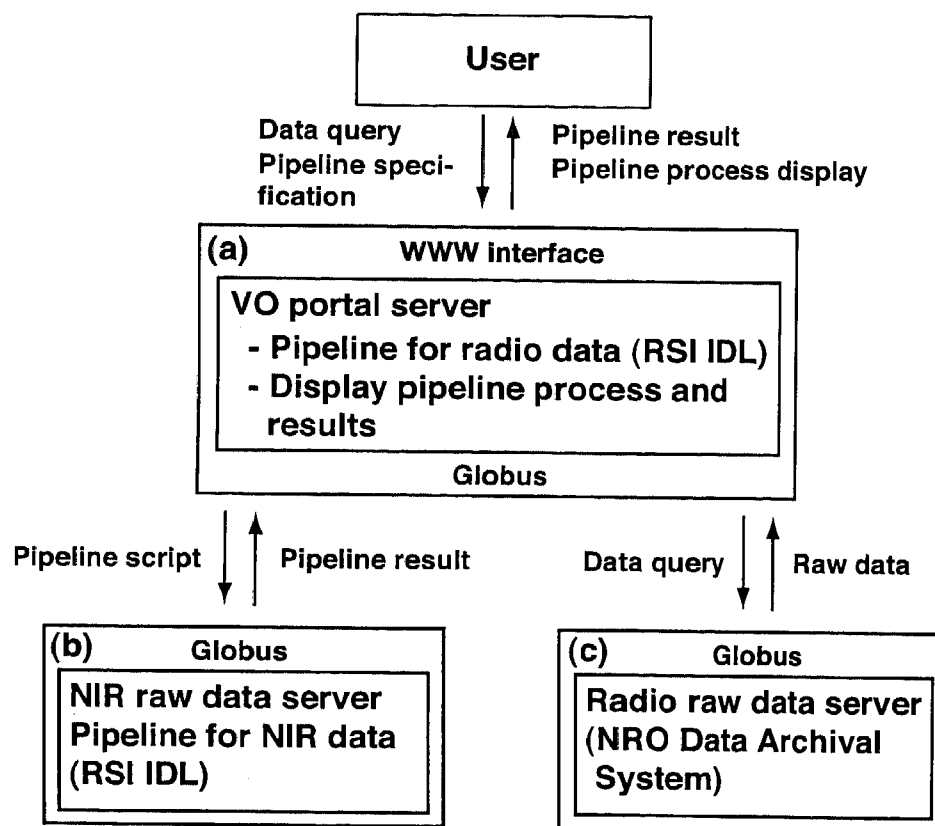 User
Data query
Pipeline speci-
fication
Pipeline result
Pipeline process display
(a)
WWW interface
VO portal server
- Pipeline for radio data (RSI IDL)
- Display pipeline process and
results
Globus
Pipeline script
Pipeline result
Data query
Raw data
(b)
Globus
NIR raw data server
Pipeline for NIR data
(RSI IDL)
(c)
Globus
Radio raw data server
(NRO Data Archival
System)